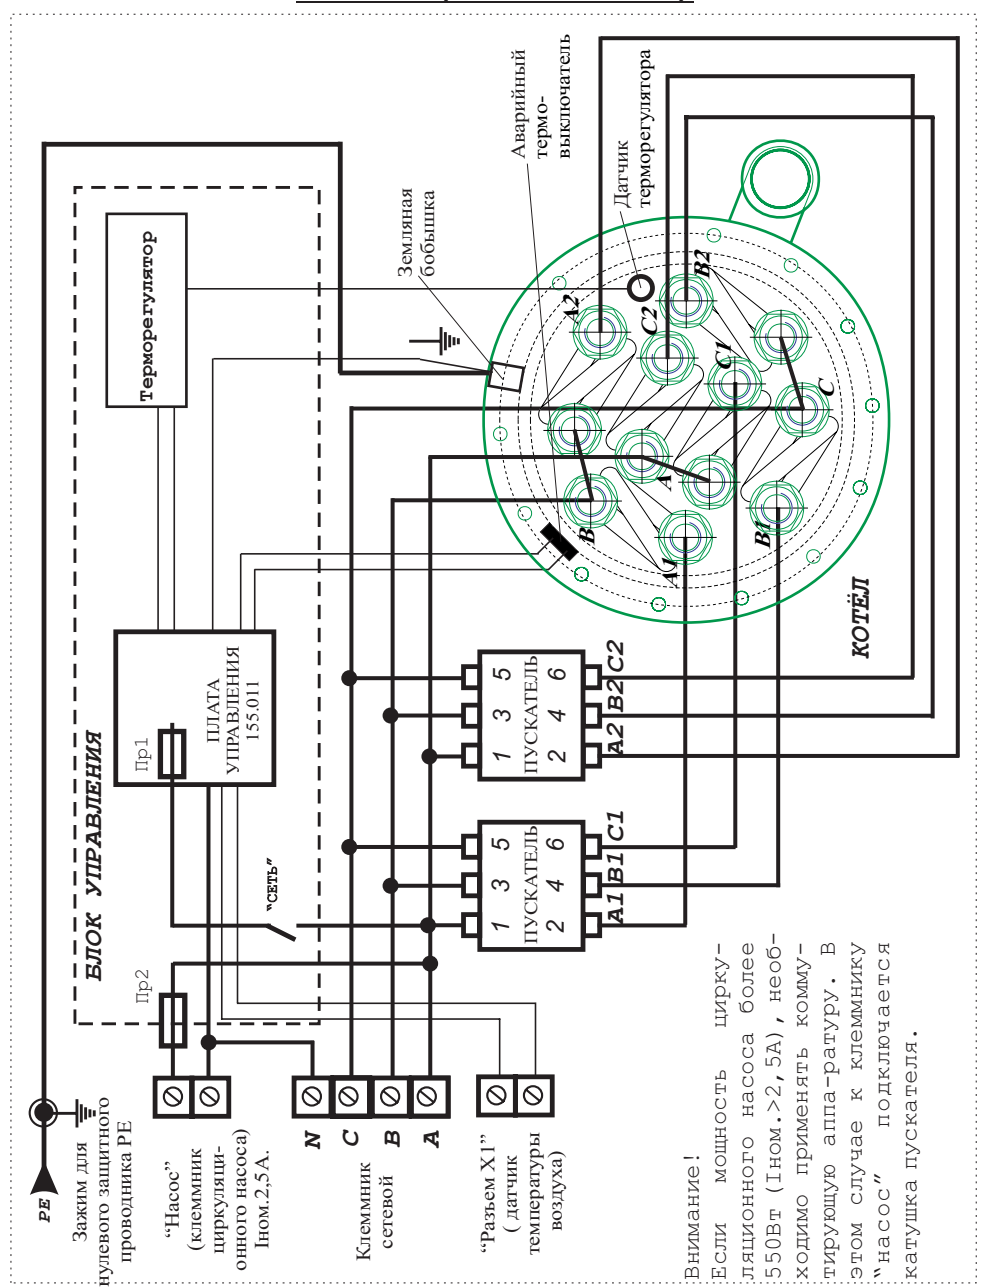 PE
Зажим для
нулевого защитного
проводника PE
“Насос”
(клеммник
циркуляци-
онного насоса)
Iном.2,5А.
N
C
B
A
Клеммник
сетевой
“Разьем X1”
( датчик
температуры
воздуха)
БЛОК УПРАВЛЕНИЯ
Пр2
Пр1
ПЛАТА
УПРАВЛЕНИЯ
155.011
“СЕТЬ”
Терморегулятор
1 3 5
ПУСКАТЕЛЬ
2 4 6
A1 B1 C1
1 3 5
ПУСКАТЕЛЬ
2 4 6
A2 B2 C2
Земляная
бобышка
Аварийный
термо-
выключатель
Датчик
терморегулятора
A2
C2
B2
C1
C
B
A
A1
B1
КОТЁЛ
Внимание!
Если мощность цирку-
ляционного насоса более
550Вт (Iном.>2,5А), необ-
ходимо применять комму-
тирующую аппа-ратуру. В
этом случае к клеммнику
“насос” подключается
катушка пускателя.